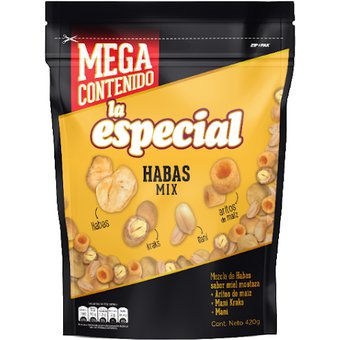 ZIP-PAK
MEGA
CONTENIDO
la
especial
HABAS
MIX
Habas
kraks
Maní
aritos
de maíz
Mezcla de Habas
sabor miel mostaza
+ Aritos de maíz
+ Maní Kraks
+ Maní
Cont. Neto 420g